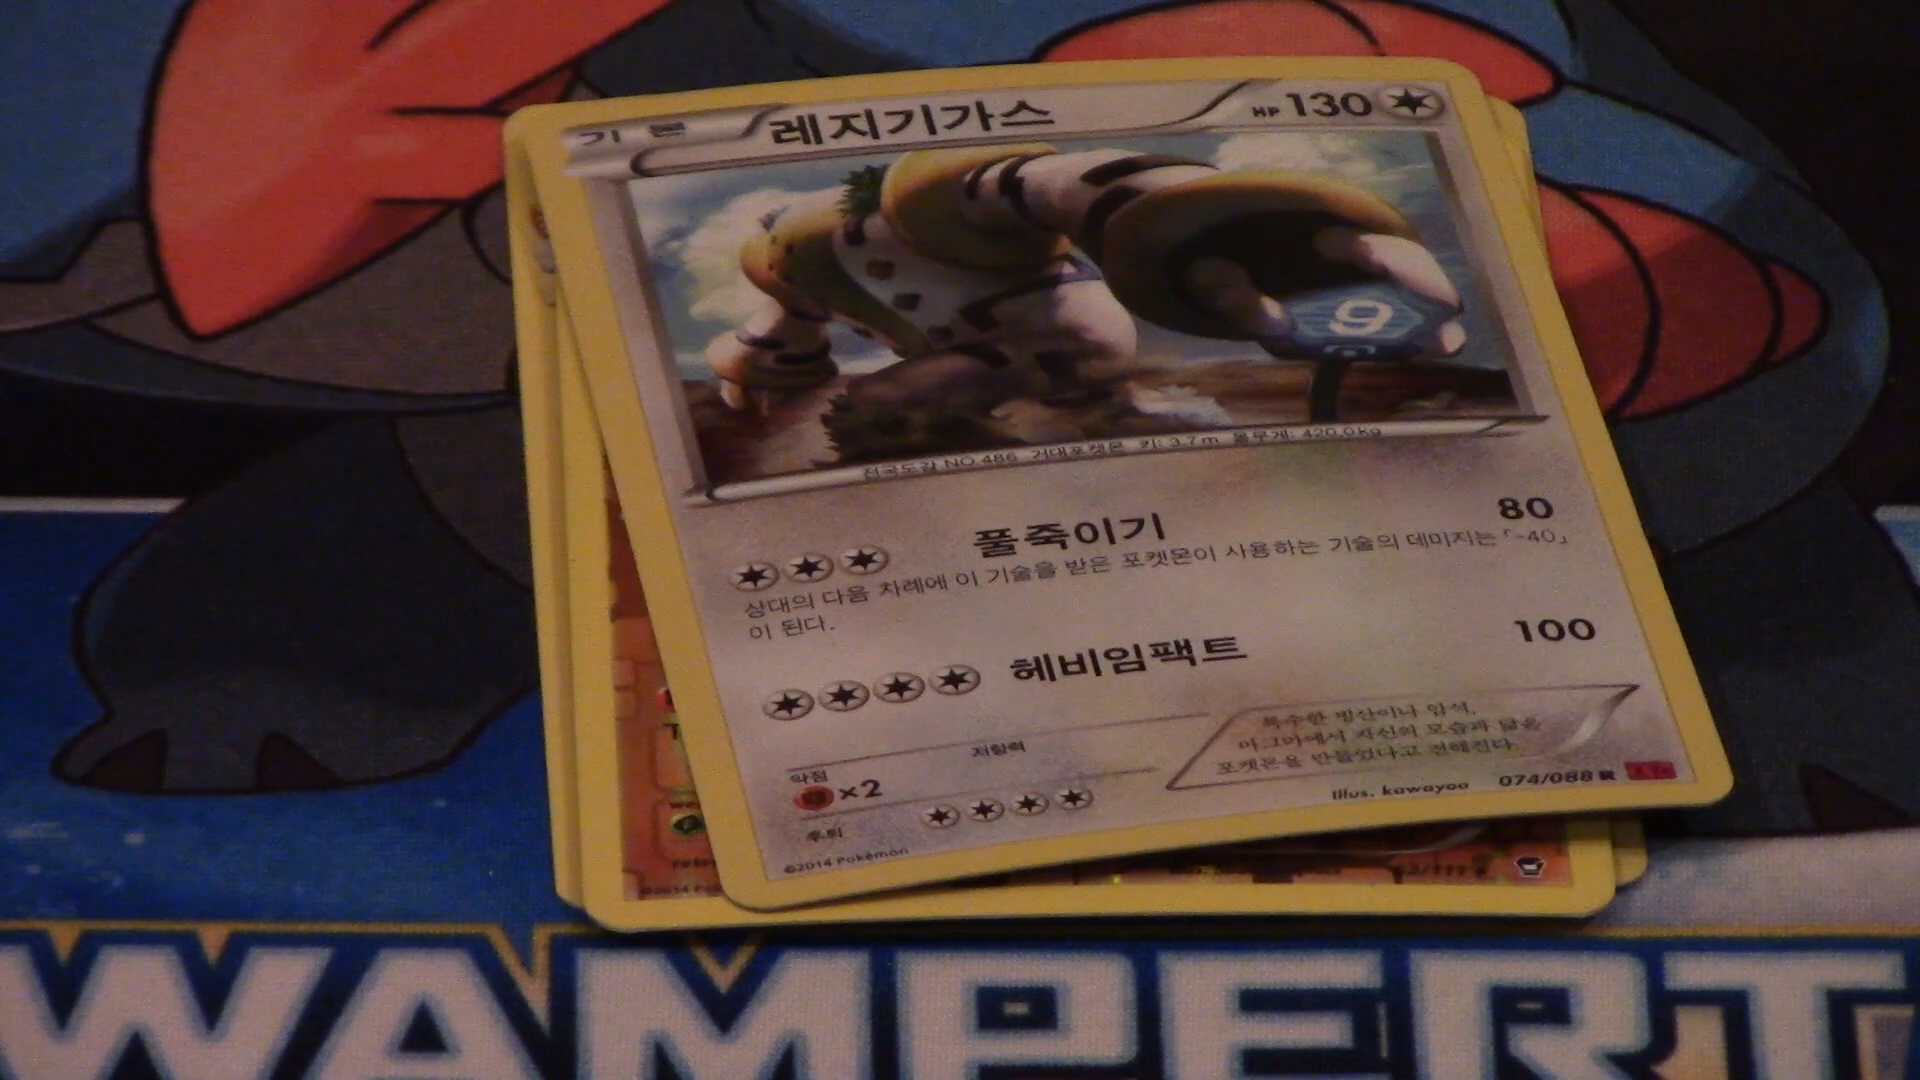 기본 레지기가스 HP 130
9
전국도감 NO.486 거대포켓몬 키: 3.7m 몸무게: 420.0kg
풀죽이기 80
상대의 다음 차례에 이 기술을 받은 포켓몬이 사용하는 기술의 데미지는 「-40」
이 된다.
헤비임팩트 100
특수한 빙산이나 암석,
마그마에서 자신의 모습과 닮은
포켓몬을 만들었다고 전해진다.
약점 저항력
×2
후퇴
Illus. kawayoo 074/088 R
©2014 Pokémon
©2014
/111
WAMPERT